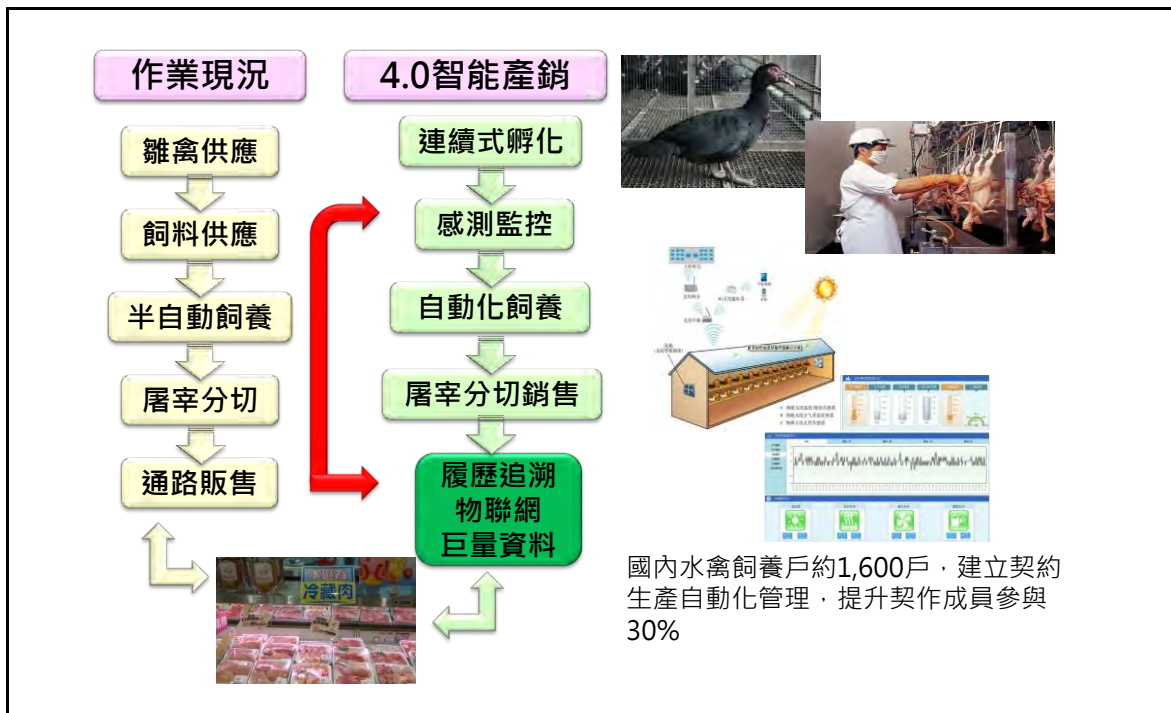 作業現況
雛禽供應
飼料供應
半自動飼養
屠宰分切
通路販售
4.0智能產銷
連續式孵化
感測監控
自動化飼養
屠宰分切銷售
履歷追溯
物聯網
巨量資料
冷藏肉
國內水禽飼養戶約1,600戶，建立契約
生產自動化管理，提升契作成員參與
30%